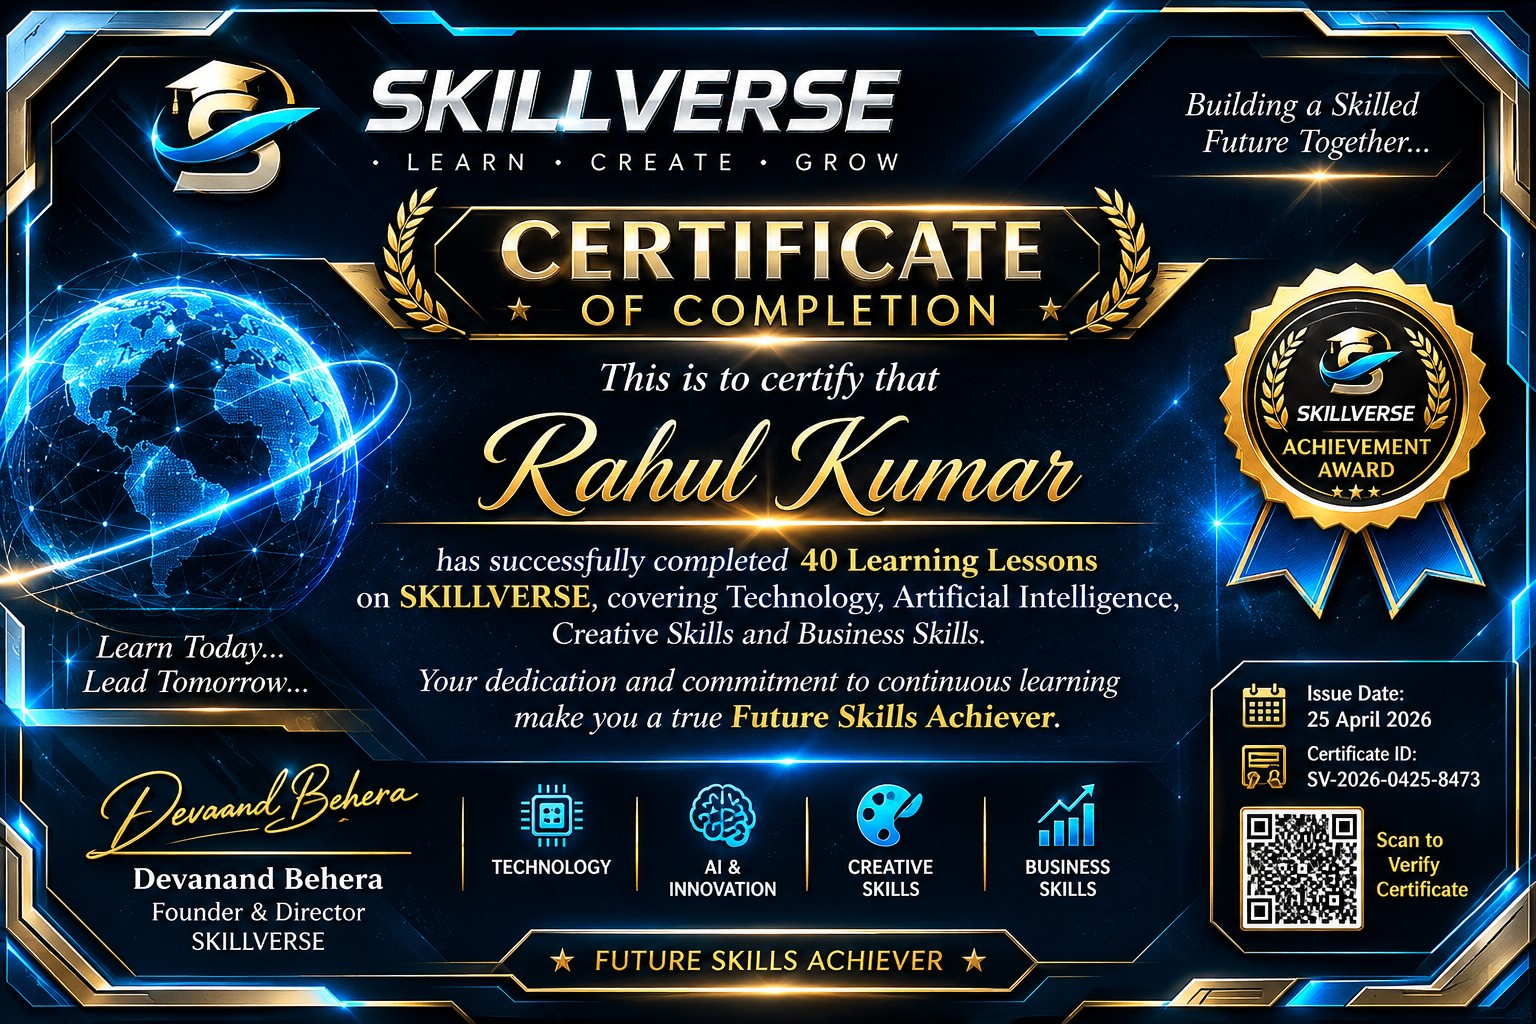 SKILLVERSE
• LEARN • CREATE • GROW
Building a Skilled
Future Together...
CERTIFICATE
OF COMPLETION
This is to certify that
Rahul Kumar
has successfully completed 40 Learning Lessons
on SKILLVERSE, covering Technology, Artificial Intelligence,
Creative Skills and Business Skills.
Your dedication and commitment to continuous learning
make you a true Future Skills Achiever.
SKILLVERSE
ACHIEVEMENT
AWARD
Learn Today...
Lead Tomorrow...
Issue Date:
25 April 2026
Certificate ID:
SV-2026-0425-8473
Scan to
Verify
Certificate
Devaand Behera
Devanand Behera
Founder & Director
SKILLVERSE
TECHNOLOGY
AI &
INNOVATION
CREATIVE
SKILLS
BUSINESS
SKILLS
FUTURE SKILLS ACHIEVER